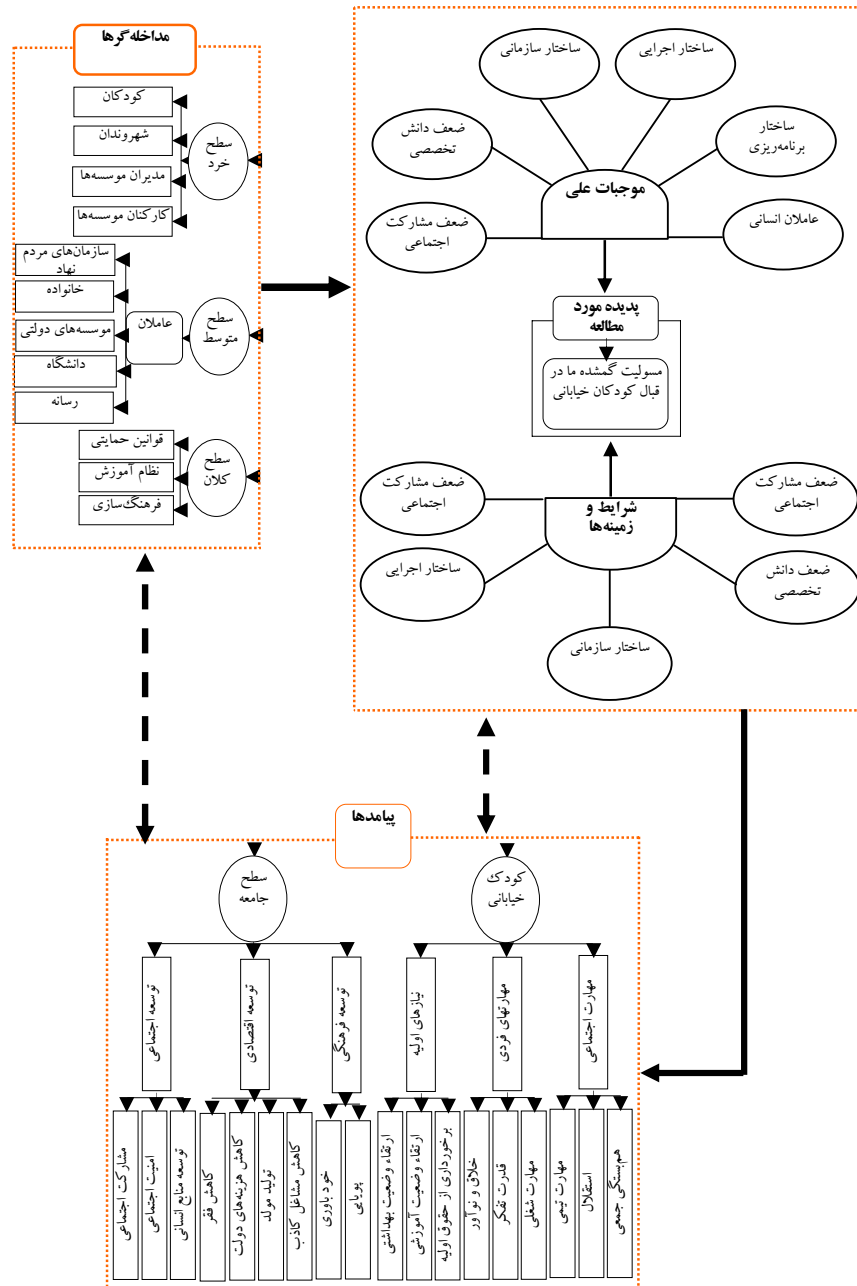 مداخله‌گرها
سطح
خرد
کودکان
شهروندان
مدیران موسسه‌ها
کارکنان موسسه‌ها
سطح
متوسط
عاملان
سازمان‌های مردم
نهاد
خانواده
موسسه‌های دولتی
دانشگاه
رسانه
سطح
کلان
قوانین حمایتی
نظام آموزش
فرهنگ‌سازی
ساختار اجرایی
ساختار سازمانی
ساختار
برنامه‌ریزی
ضعف دانش
تخصصی
موجبات علی
عاملان انسانی
ضعف مشارکت
اجتماعی
پدیده مورد
مطالعه
مسولیت گمشده ما در
قبال کودکان خیابانی
ضعف مشارکت
اجتماعی
شرایط و
زمینه‌ها
ضعف مشارکت
اجتماعی
ضعف دانش
تخصصی
ساختار اجرایی
ساختار سازمانی
پیامدها
کودک
خیابانی
سطح
جامعه
مهارت اجتماعی
مهارتهای فردی
نیازهای اولیه
توسعه فرهنگی
توسعه اقتصادی
توسعه اجتماعی
هم‌بستگی جمعی
استقلال
مهارت تیمی
مهارت شغلی
قدرت تفکر
خلاق و نوآور
برخورداری از حقوق اولیه
ارتقاء وضعیت آموزشی
ارتقاء وضعیت بهداشتی
پویایی
خود باوری
کاهش مشاغل کاذب
تولید مولد
کاهش هزینه‌های دولت
کاهش فقر
توسعه منابع انسانی
امنیت اجتماعی
مشارکت اجتماعی